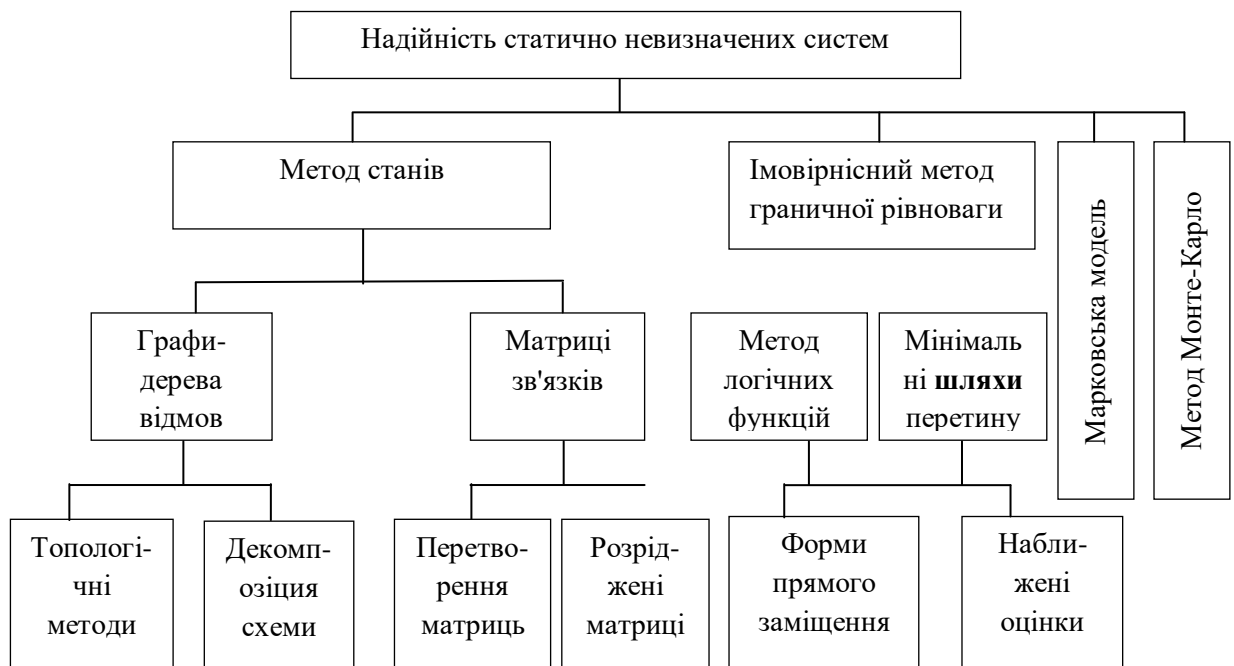 Надійність статично невизначених систем
Метод станів
Імовірнісний метод
граничної рівноваги
Марковська модель
Метод Монте-Карло
Графи-
дерева
відмов
Матриці
зв'язків
Метод
логічних
функцій
Мінімаль
ні шляхи
перетину
Топологі-
чні
методи
Декомп-
озіция
схеми
Перетво-
рення
матриць
Розрід-
жені
матриці
Форми
прямого
заміщення
Набли-
жені
оцінки